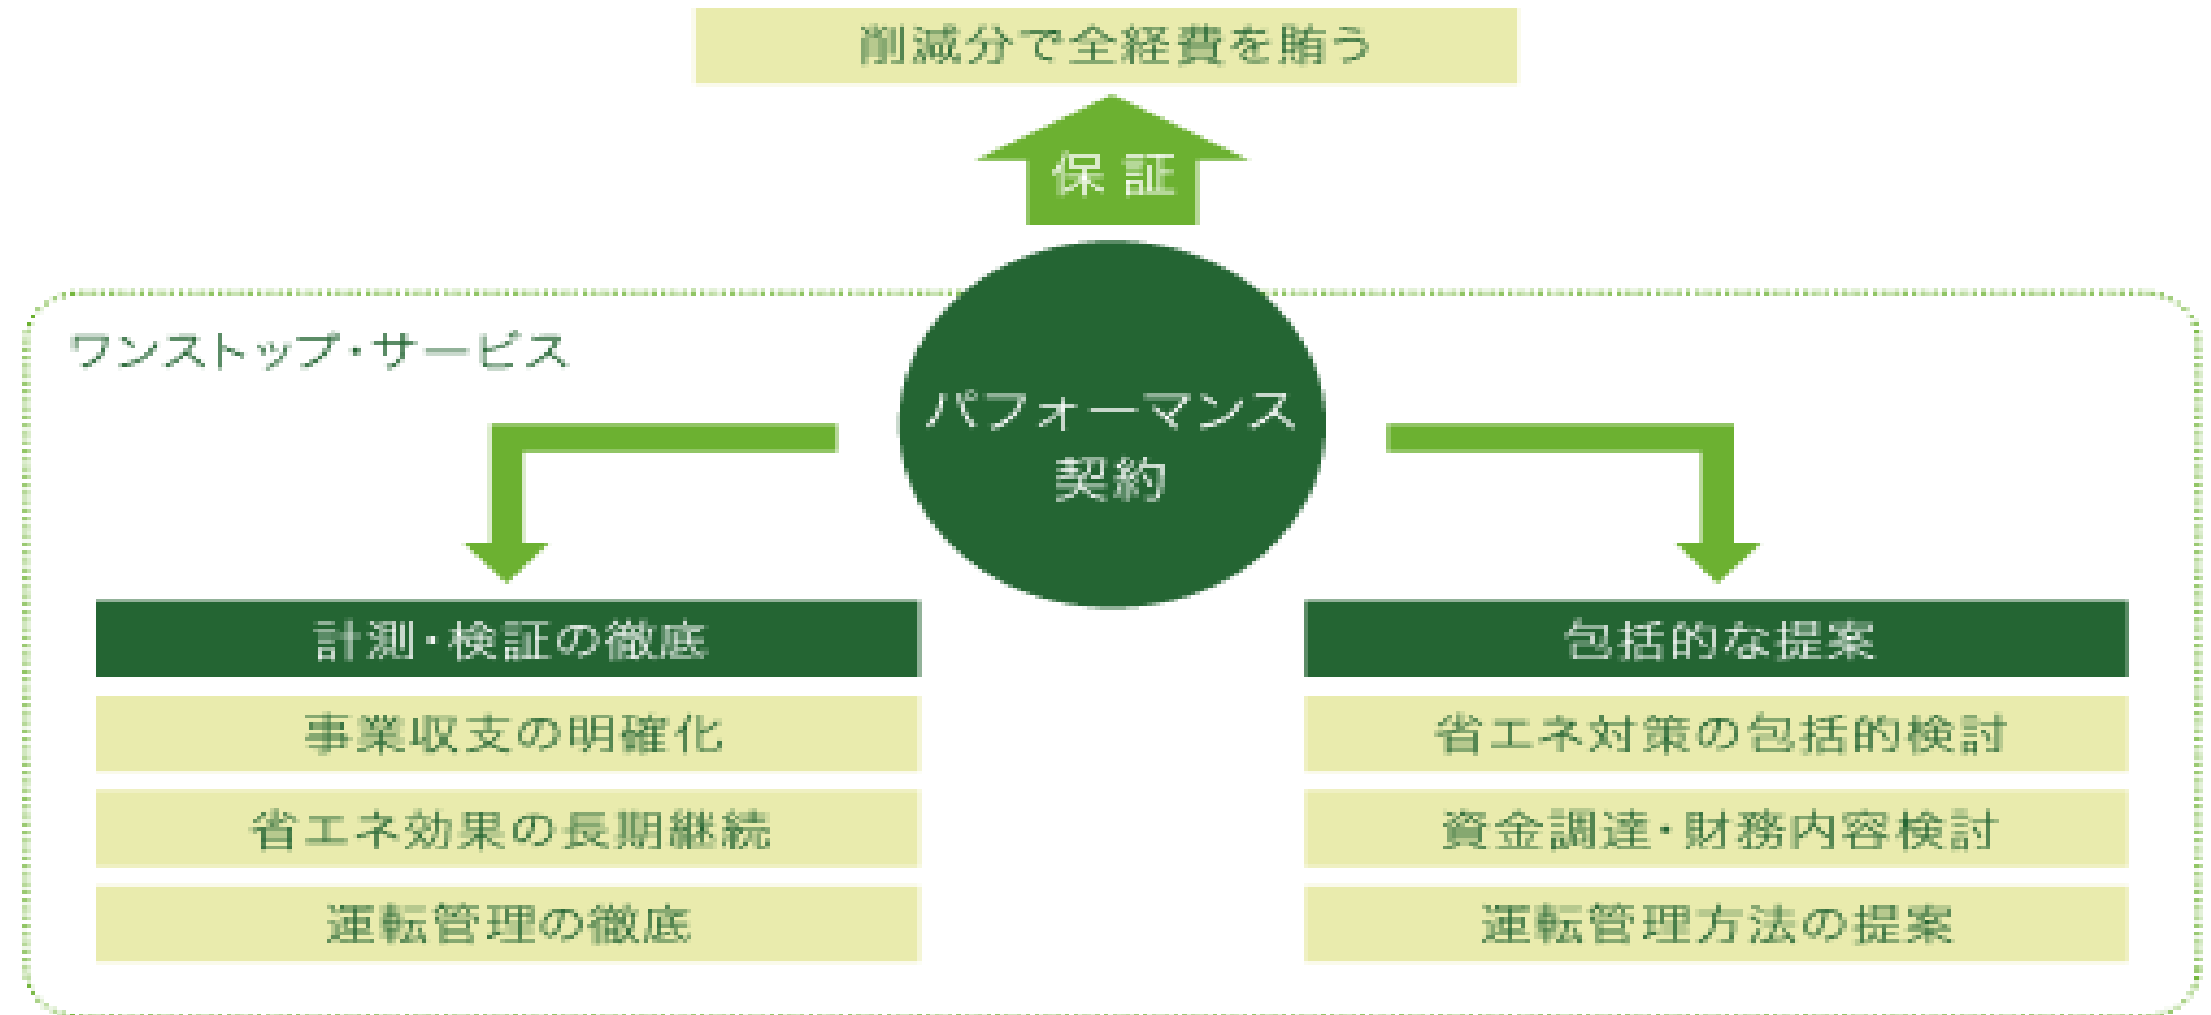 削減分で全経費を賄う
保証
ワンストップ・サービス
パフォーマンス
契約
計測・検証の徹底
事業収支の明確化
省エネ効果の長期継続
運転管理の徹底
包括的な提案
省エネ対策の包括的検討
資金調達・財務内容検討
運転管理方法の提案